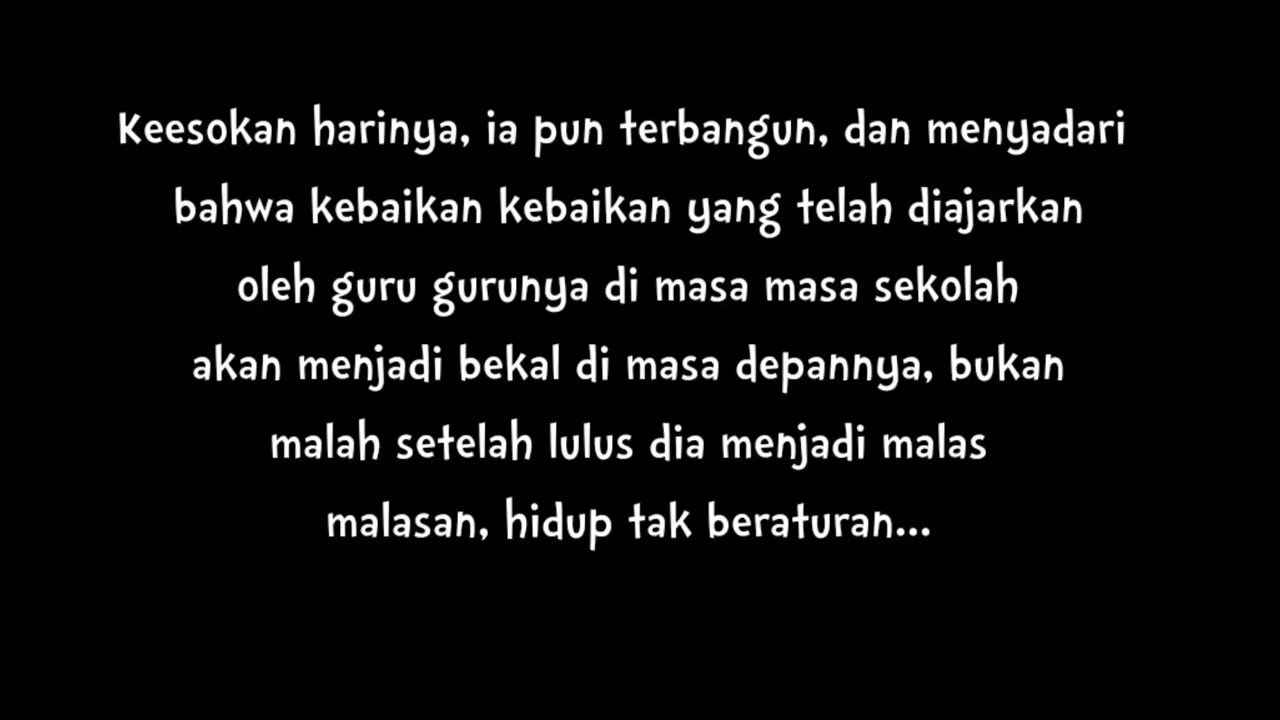 Keesokan harinya, ia pun terbangun, dan menyadari
bahwa kebaikan kebaikan yang telah diajarkan
oleh guru gurunya di masa masa sekolah
akan menjadi bekal di masa depannya, bukan
malah setelah lulus dia menjadi malas
malasan, hidup tak beraturan...